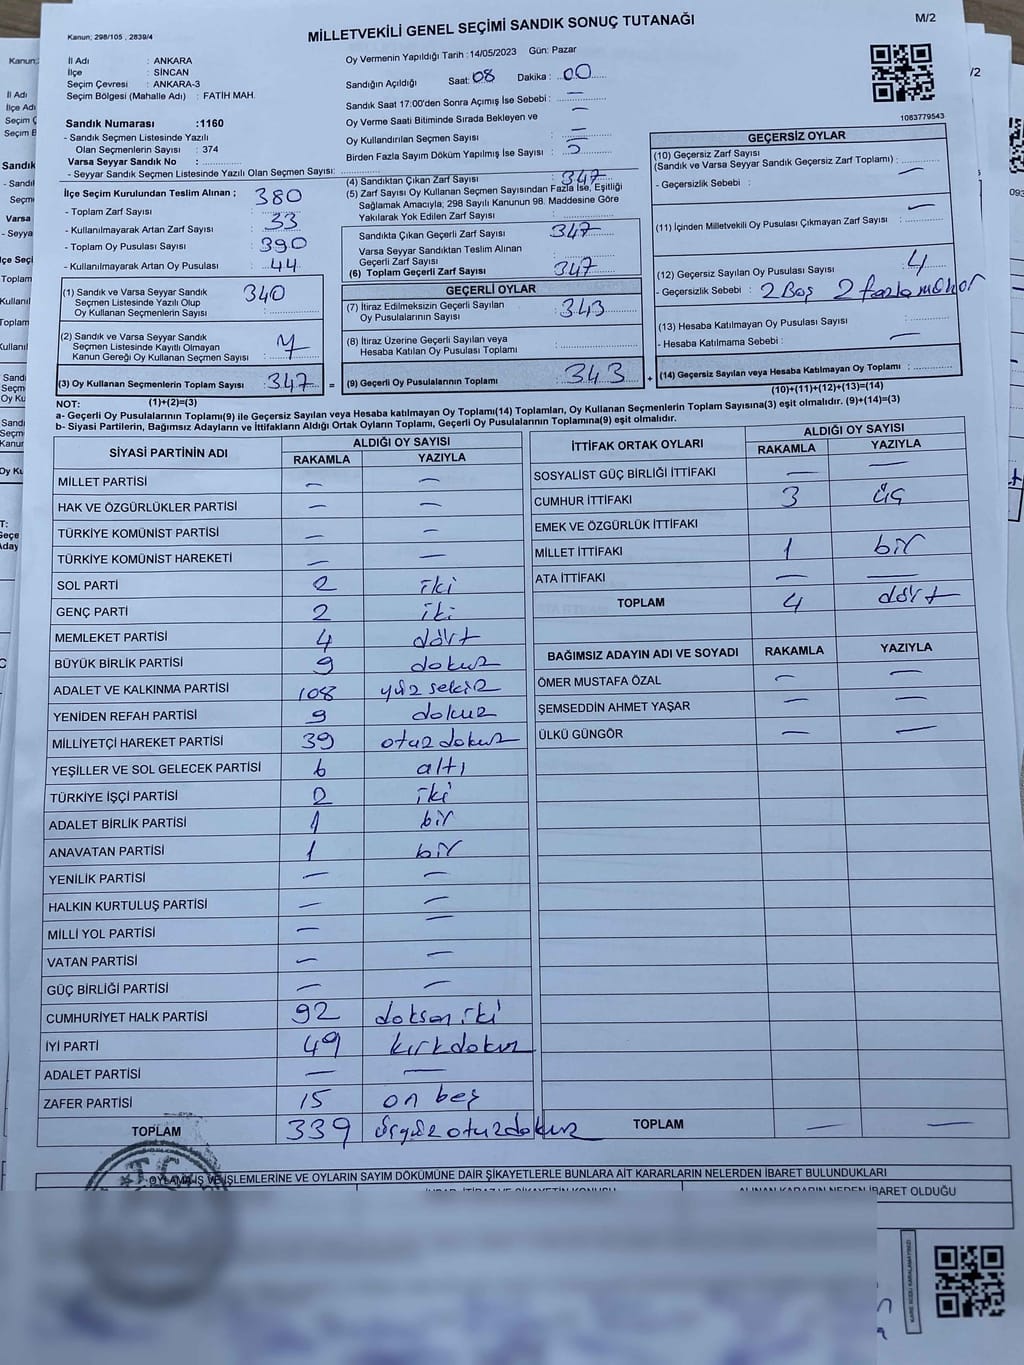 Kanun; 298/105 , 2839/4
MİLLETVEKİLİ GENEL SEÇİMİ SANDIK SONUÇ TUTANAĞI
M/2
İl Adı : ANKARA
İlçe : SİNCAN
Seçim Çevresi : ANKARA-3
Seçim Bölgesi (Mahalle Adı) : FATİH MAH.
Sandık Numarası :1160
- Sandık Seçmen Listesinde Yazılı
Olan Seçmenlerin Sayısı : 374
Varsa Seyyar Sandık No :
- Seyyar Sandık Seçmen Listesinde Yazılı Olan Seçmen Sayısı:
Oy Vermenin Yapıldığı Tarih : 14/05/2023 Gün: Pazar
Sandığın Açıldığı Saat: 08 Dakika : 00
Sandık Saat 17:00'den Sonra Açımış İse Sebebi : —
Oy Verme Saati Bitiminde Sırada Bekleyen ve —
Oy Kullandırılan Seçmen Sayısı : —
Birden Fazla Sayım Döküm Yapılmış İse Sayısı : 5
1083779543
İlçe Seçim Kurulundan Teslim Alınan ;
- Toplam Zarf Sayısı : 380
- Kullanılmayarak Artan Zarf Sayısı : 33
- Toplam Oy Pusulası Sayısı : 390
- Kullanılmayarak Artan Oy Pusulası : 44
(1) Sandık ve Varsa Seyyar Sandık
Seçmen Listesinde Yazılı Olup
Oy Kullanan Seçmenlerin Sayısı : 340
(2) Sandık ve Varsa Seyyar Sandık
Seçmen Listesinde Kayıtlı Olmayan
Kanun Gereği Oy Kullanan Seçmen Sayısı : 7
(3) Oy Kullanan Seçmenlerin Toplam Sayısı : 347 =
(1)+(2)=(3)
(4) Sandıktan Çıkan Zarf Sayısı : 347
(5) Zarf Sayısı Oy Kullanan Seçmen Sayısından Fazla İse, Eşitliği
Sağlamak Amacıyla; 298 Sayılı Kanunun 98. Maddesine Göre
Yakılarak Yok Edilen Zarf Sayısı :
Sandıkta Çıkan Geçerli Zarf Sayısı : 347
Varsa Seyyar Sandıktan Teslim Alınan
Geçerli Zarf Sayısı :
(6) Toplam Geçerli Zarf Sayısı : 347
GEÇERLİ OYLAR
(7) İtiraz Edilmeksizin Geçerli Sayılan
Oy Pusulalarının Sayısı : 343
(8) İtiraz Üzerine Geçerli Sayılan veya
Hesaba Katılan Oy Pusulası Toplamı :
(9) Geçerli Oy Pusulalarının Toplamı : 343 +
GEÇERSİZ OYLAR
(10) Geçersiz Zarf Sayısı
(Sandık ve Varsa Seyyar Sandık Geçersiz Zarf Toplamı) :
- Geçersizlik Sebebi : —
(11) İçinden Milletvekili Oy Pusulası Çıkmayan Zarf Sayısı : —
(12) Geçersiz Sayılan Oy Pusulası Sayısı : 4
- Geçersizlik Sebebi : 2 Boş 2 fazla mühür
(13) Hesaba Katılmayan Oy Pusulası Sayısı :
- Hesaba Katılmama Sebebi : —
(14) Geçersiz Sayılan veya Hesaba Katılmayan Oy Toplamı :
(10)+(11)+(12)+(13)=(14)
NOT:
a- Geçerli Oy Pusulalarının Toplamı(9) ile Geçersiz Sayılan veya Hesaba katılmayan Oy Toplamı(14) Toplamları, Oy Kullanan Seçmenlerin Toplam Sayısına(3) eşit olmalıdır. (9)+(14)=(3)
b- Siyasi Partilerin, Bağımsız Adayların ve İttifakların Aldığı Oyların Toplamı, Geçerli Oy Pusulalarının Toplamına(9) eşit olmalıdır.
SİYASİ PARTİNİN ADI ALDIĞI OY SAYISI
RAKAMLA YAZIYLA
MİLLET PARTİSİ — —
HAK VE ÖZGÜRLÜKLER PARTİSİ — —
TÜRKİYE KOMÜNİST PARTİSİ — —
TÜRKİYE KOMÜNİST HAREKETİ — —
SOL PARTİ 2 iki
GENÇ PARTİ 2 iki
MEMLEKET PARTİSİ 4 dört
BÜYÜK BİRLİK PARTİSİ 9 dokuz
ADALET VE KALKINMA PARTİSİ 108 yüz sekiz
YENİDEN REFAH PARTİSİ 9 dokuz
MİLLİYETÇİ HAREKET PARTİSİ 39 otuz dokuz
YEŞİLLER VE SOL GELECEK PARTİSİ 6 altı
TÜRKİYE İŞÇİ PARTİSİ 2 iki
ADALET BİRLİK PARTİSİ 1 bir
ANAVATAN PARTİSİ 1 bir
YENİLİK PARTİSİ — —
HALKIN KURTULUŞ PARTİSİ — —
MİLLİ YOL PARTİSİ — —
VATAN PARTİSİ — —
GÜÇ BİRLİĞİ PARTİSİ — —
CUMHURİYET HALK PARTİSİ 92 doksan iki
İYİ PARTİ 49 kırkdokuz
ADALET PARTİSİ — —
ZAFER PARTİSİ 15 on beş
TOPLAM 339 üçyüz otuzdokuz
İTTİFAK ORTAK OYLARI ALDIĞI OY SAYISI
RAKAMLA YAZIYLA
SOSYALİST GÜÇ BİRLİĞİ İTTİFAKI — —
CUMHUR İTTİFAKI 3 üç
EMEK VE ÖZGÜRLÜK İTTİFAKI
MİLLET İTTİFAKI 1 bir
ATA İTTİFAKI — —
TOPLAM 4 dört
BAĞIMSIZ ADAYIN ADI VE SOYADI RAKAMLA YAZIYLA
ÖMER MUSTAFA ÖZAL — —
ŞEMSEDDİN AHMET YAŞAR — —
ÜLKÜ GÜNGÖR — —
TOPLAM — —
OYLAMA İŞ VE İŞLEMLERİNE VE OYLARIN SAYIM DÖKÜMÜNE DAİR ŞİKAYETLERLE BUNLARA AİT KARARLARIN NELERDEN İBARET BULUNDUKLARI
ALINAN KARARIN NEDEN İBARET OLDUĞU
KARE KODU KARALAMAYINIZ!